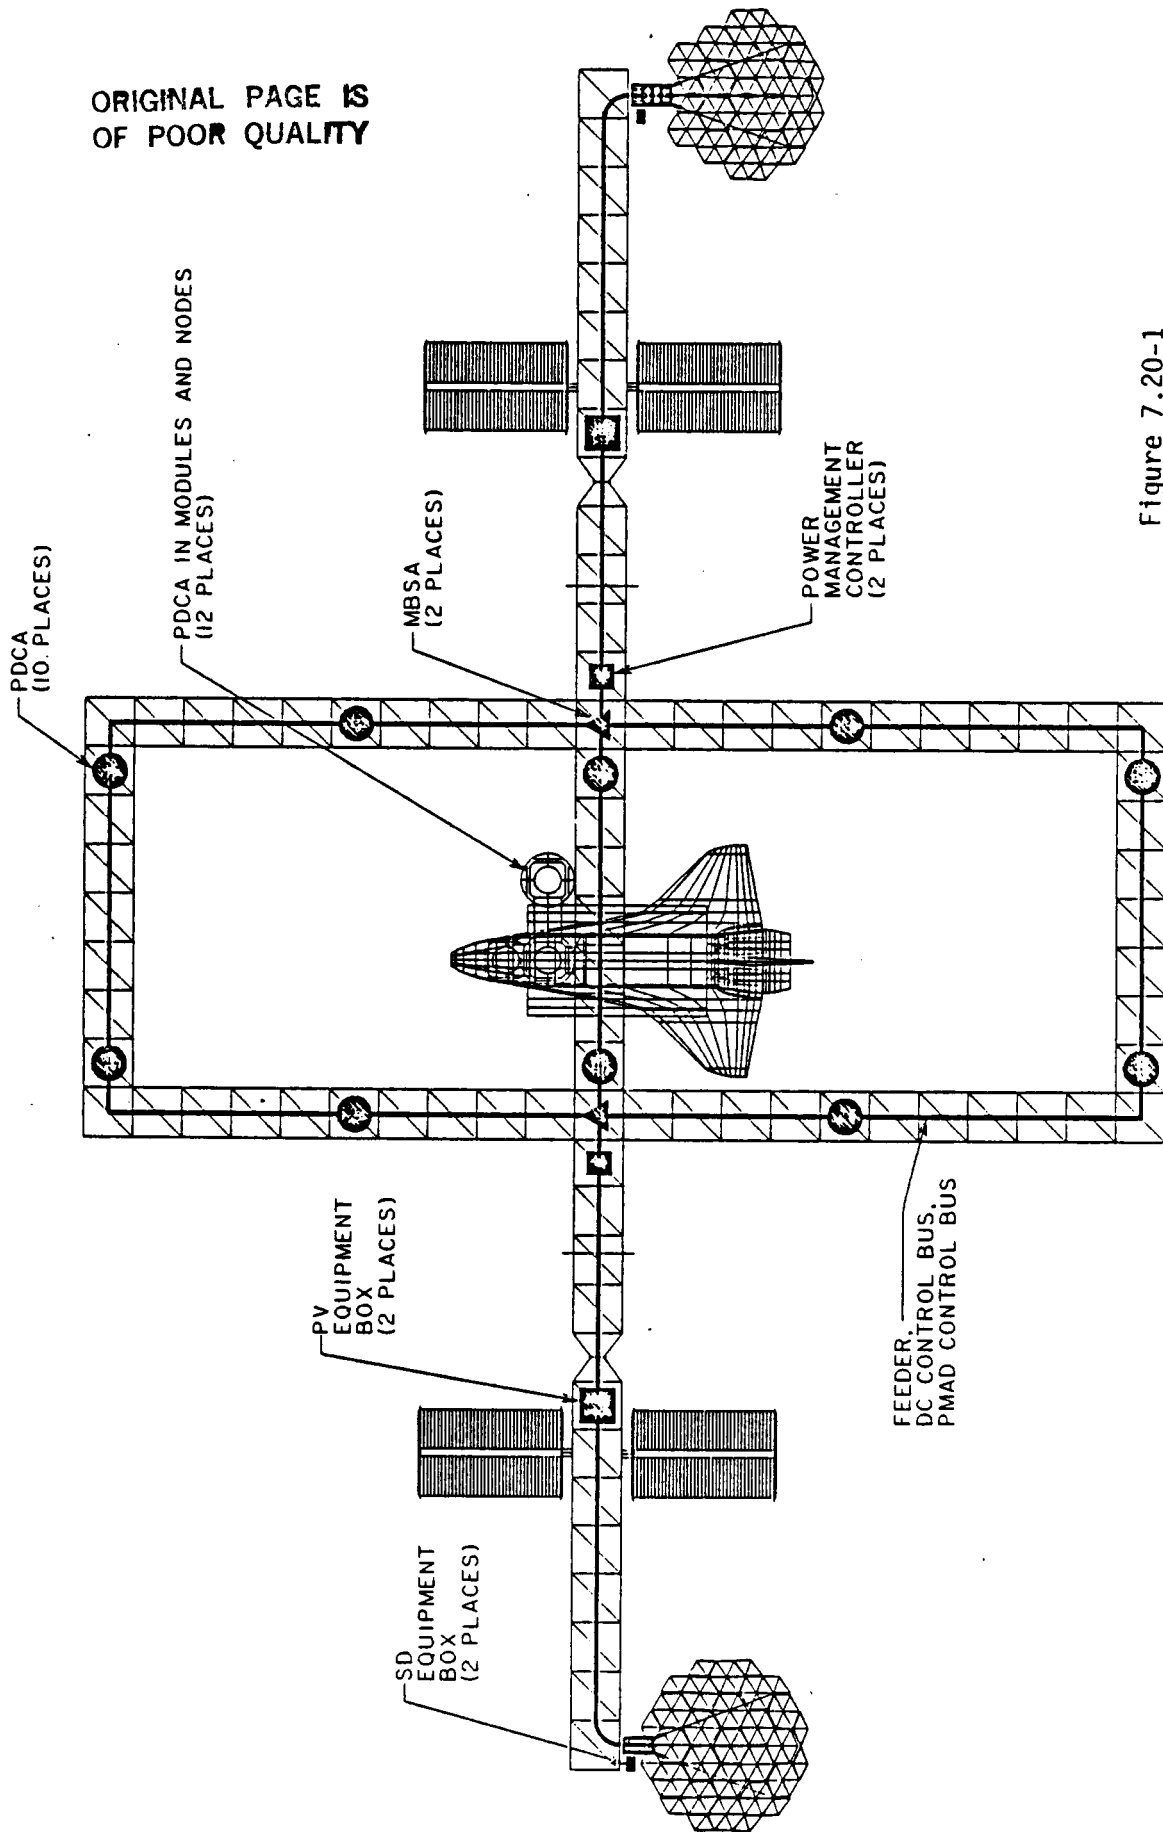 ORIGINAL PAGE IS
OF POOR QUALITY
PDCA
(10. PLACES)
PDCA IN MODULES AND NODES
(12 PLACES)
MBSA
(2 PLACES)
POWER
MANAGEMENT
CONTROLLER
(2 PLACES)
PV
EQUIPMENT
BOX
(2 PLACES)
SD
EQUIPMENT
BOX
(2 PLACES)
FEEDER,
DC CONTROL BUS,
PMAD CONTROL BUS
Figure 7.20-1